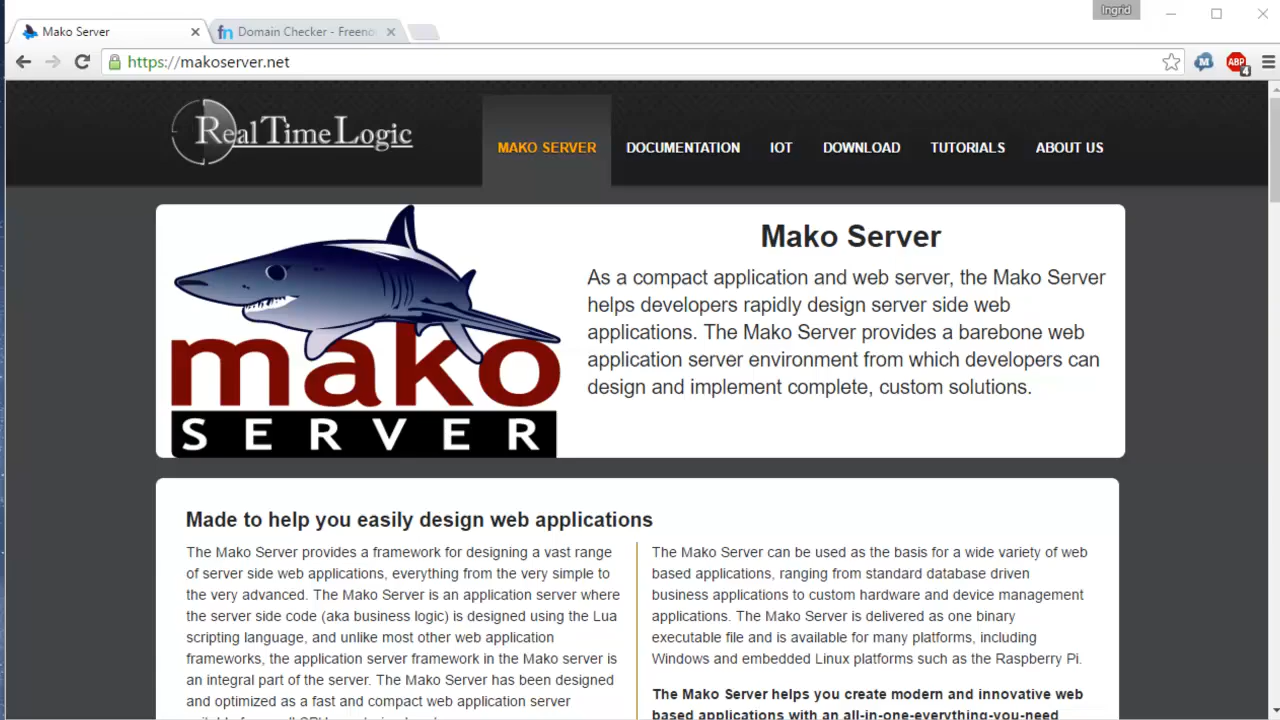 Ingrid
Mako Server
Domain Checker - Freeno
https://makoserver.net
M
ABP
4
RealTimeLogic
MAKO SERVER
DOCUMENTATION
IOT
DOWNLOAD
TUTORIALS
ABOUT US
mako
SERVER
Mako Server
As a compact application and web server, the Mako Server
helps developers rapidly design server side web
applications. The Mako Server provides a barebone web
application server environment from which developers can
design and implement complete, custom solutions.
Made to help you easily design web applications
The Mako Server provides a framework for designing a vast range
of server side web applications, everything from the very simple to
the very advanced. The Mako Server is an application server where
the server side code (aka business logic) is designed using the Lua
scripting language, and unlike most other web application
frameworks, the application server framework in the Mako server is
an integral part of the server. The Mako Server has been designed
and optimized as a fast and compact web application server
The Mako Server can be used as the basis for a wide variety of web
based applications, ranging from standard database driven
business applications to custom hardware and device management
applications. The Mako Server is delivered as one binary
executable file and is available for many platforms, including
Windows and embedded Linux platforms such as the Raspberry Pi.
The Mako Server helps you create modern and innovative web
based applications with an all-in-one-everything-you-need